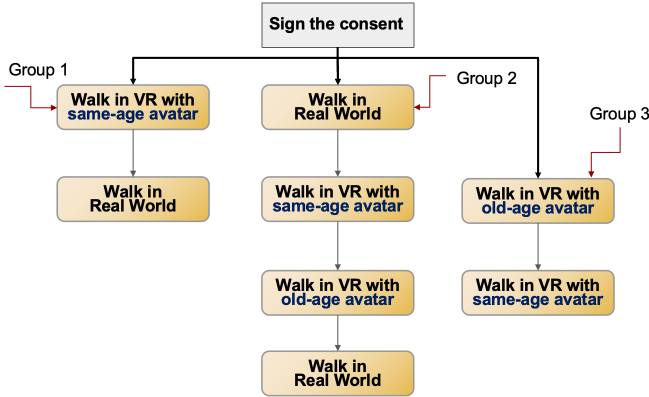 Sign the consent
Group 1
Walk in VR with
same-age avatar
Walk in
Real World
Group 2
Walk in
Real World
Walk in VR with
same-age avatar
Walk in VR with
old-age avatar
Walk in
Real World
Group 3
Walk in VR with
old-age avatar
Walk in VR with
same-age avatar